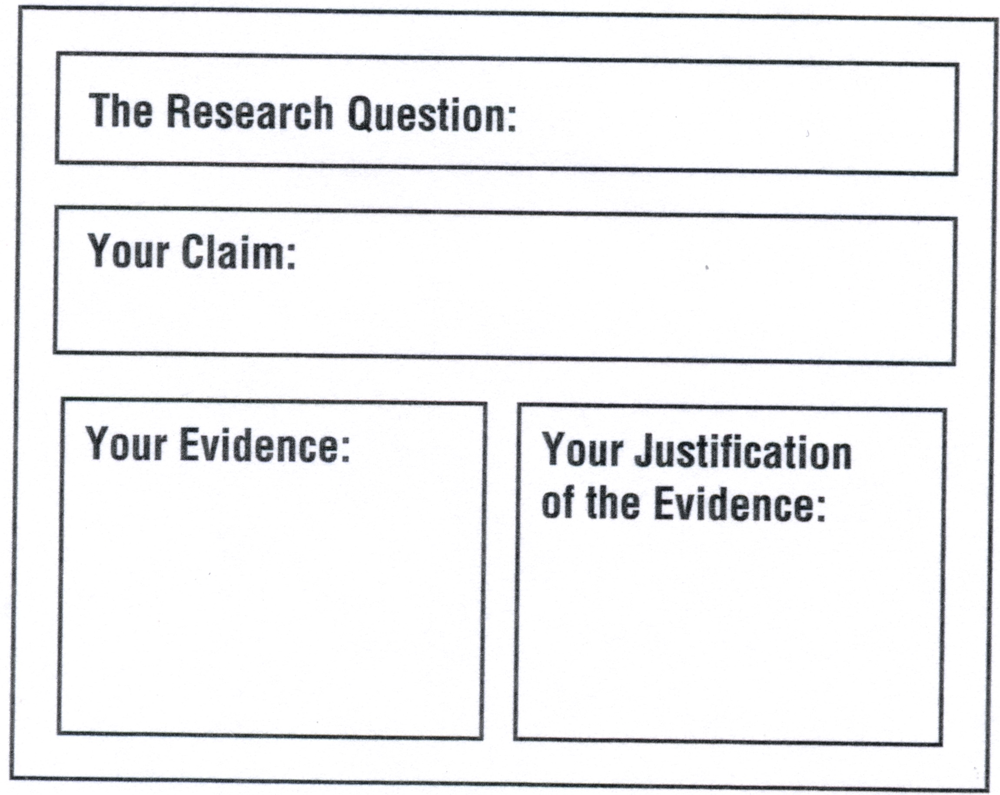 The Research Question:
Your Claim:
Your Evidence:
Your Justification
of the Evidence: